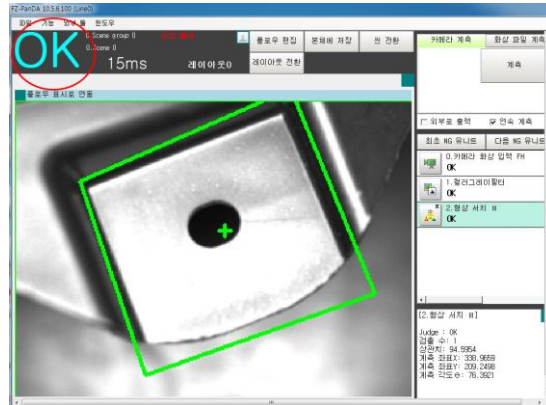 FZ-PanDA 10.5.6.100 (Line0)
파일 기능 윈도우
OK
0.Scene group 0
0.Scene 0
15ms
레이아웃0
플로우 편집
본체에 저장
씬 전환
레이아웃 전환
카메라 계측
화상 파일 계측
계측
외부로 출력
연속 계측
플로우 표시로 연동
최초 NG 유니트
다음 NG 유니트
0.카메라 화상 입력 FH
OK
1.컬러그레이필터
OK
2.형상 서치 III
OK
[2.형상 서치 III]
Judge : OK
검출 수: 1
상관치: 94.5954
계측 좌표X: 338.9659
계측 좌표Y: 209.2498
계측 각도θ: 76.3921